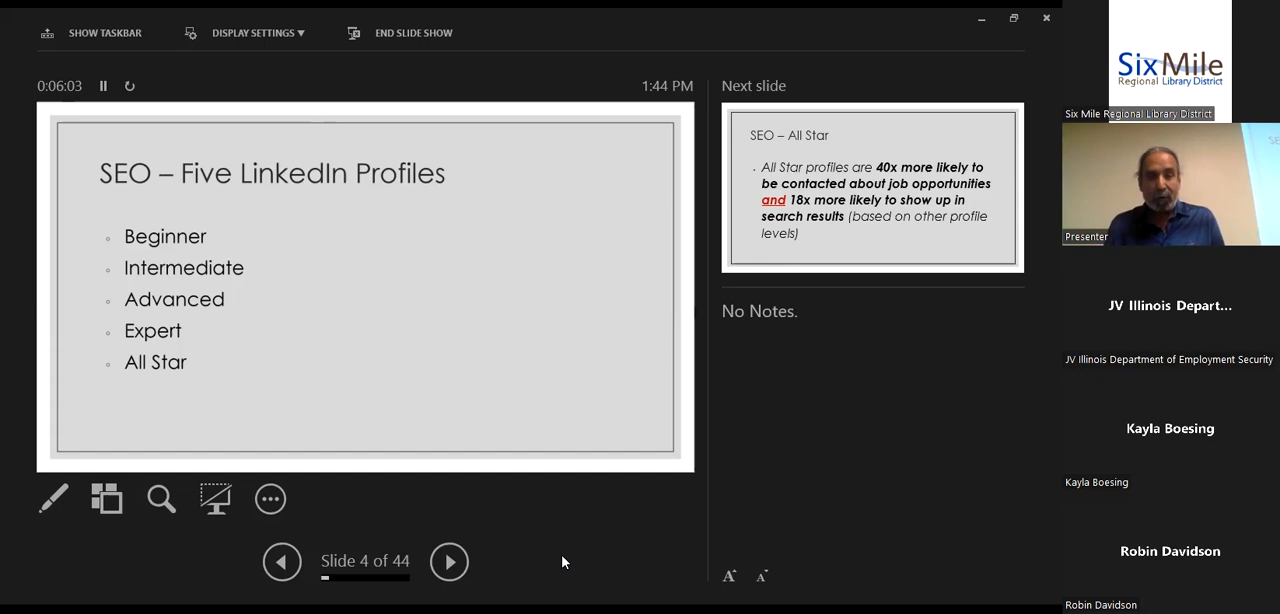 SHOW TASKBAR
DISPLAY SETTINGS ▼
END SLIDE SHOW
0:06:03
1:44 PM
SEO – Five LinkedIn Profiles
Beginner
Intermediate
Advanced
Expert
All Star
Slide 4 of 44
Next slide
SEO – All Star
All Star profiles are 40x more likely to
be contacted about job opportunities
and 18x more likely to show up in
search results (based on other profile
levels)
No Notes.
A A
SixMile
Regional Library District
Six Mile Regional Library District
Presenter
JV Illinois Depart...
JV Illinois Department of Employment Security
Kayla Boesing
Kayla Boesing
Robin Davidson
Robin Davidson